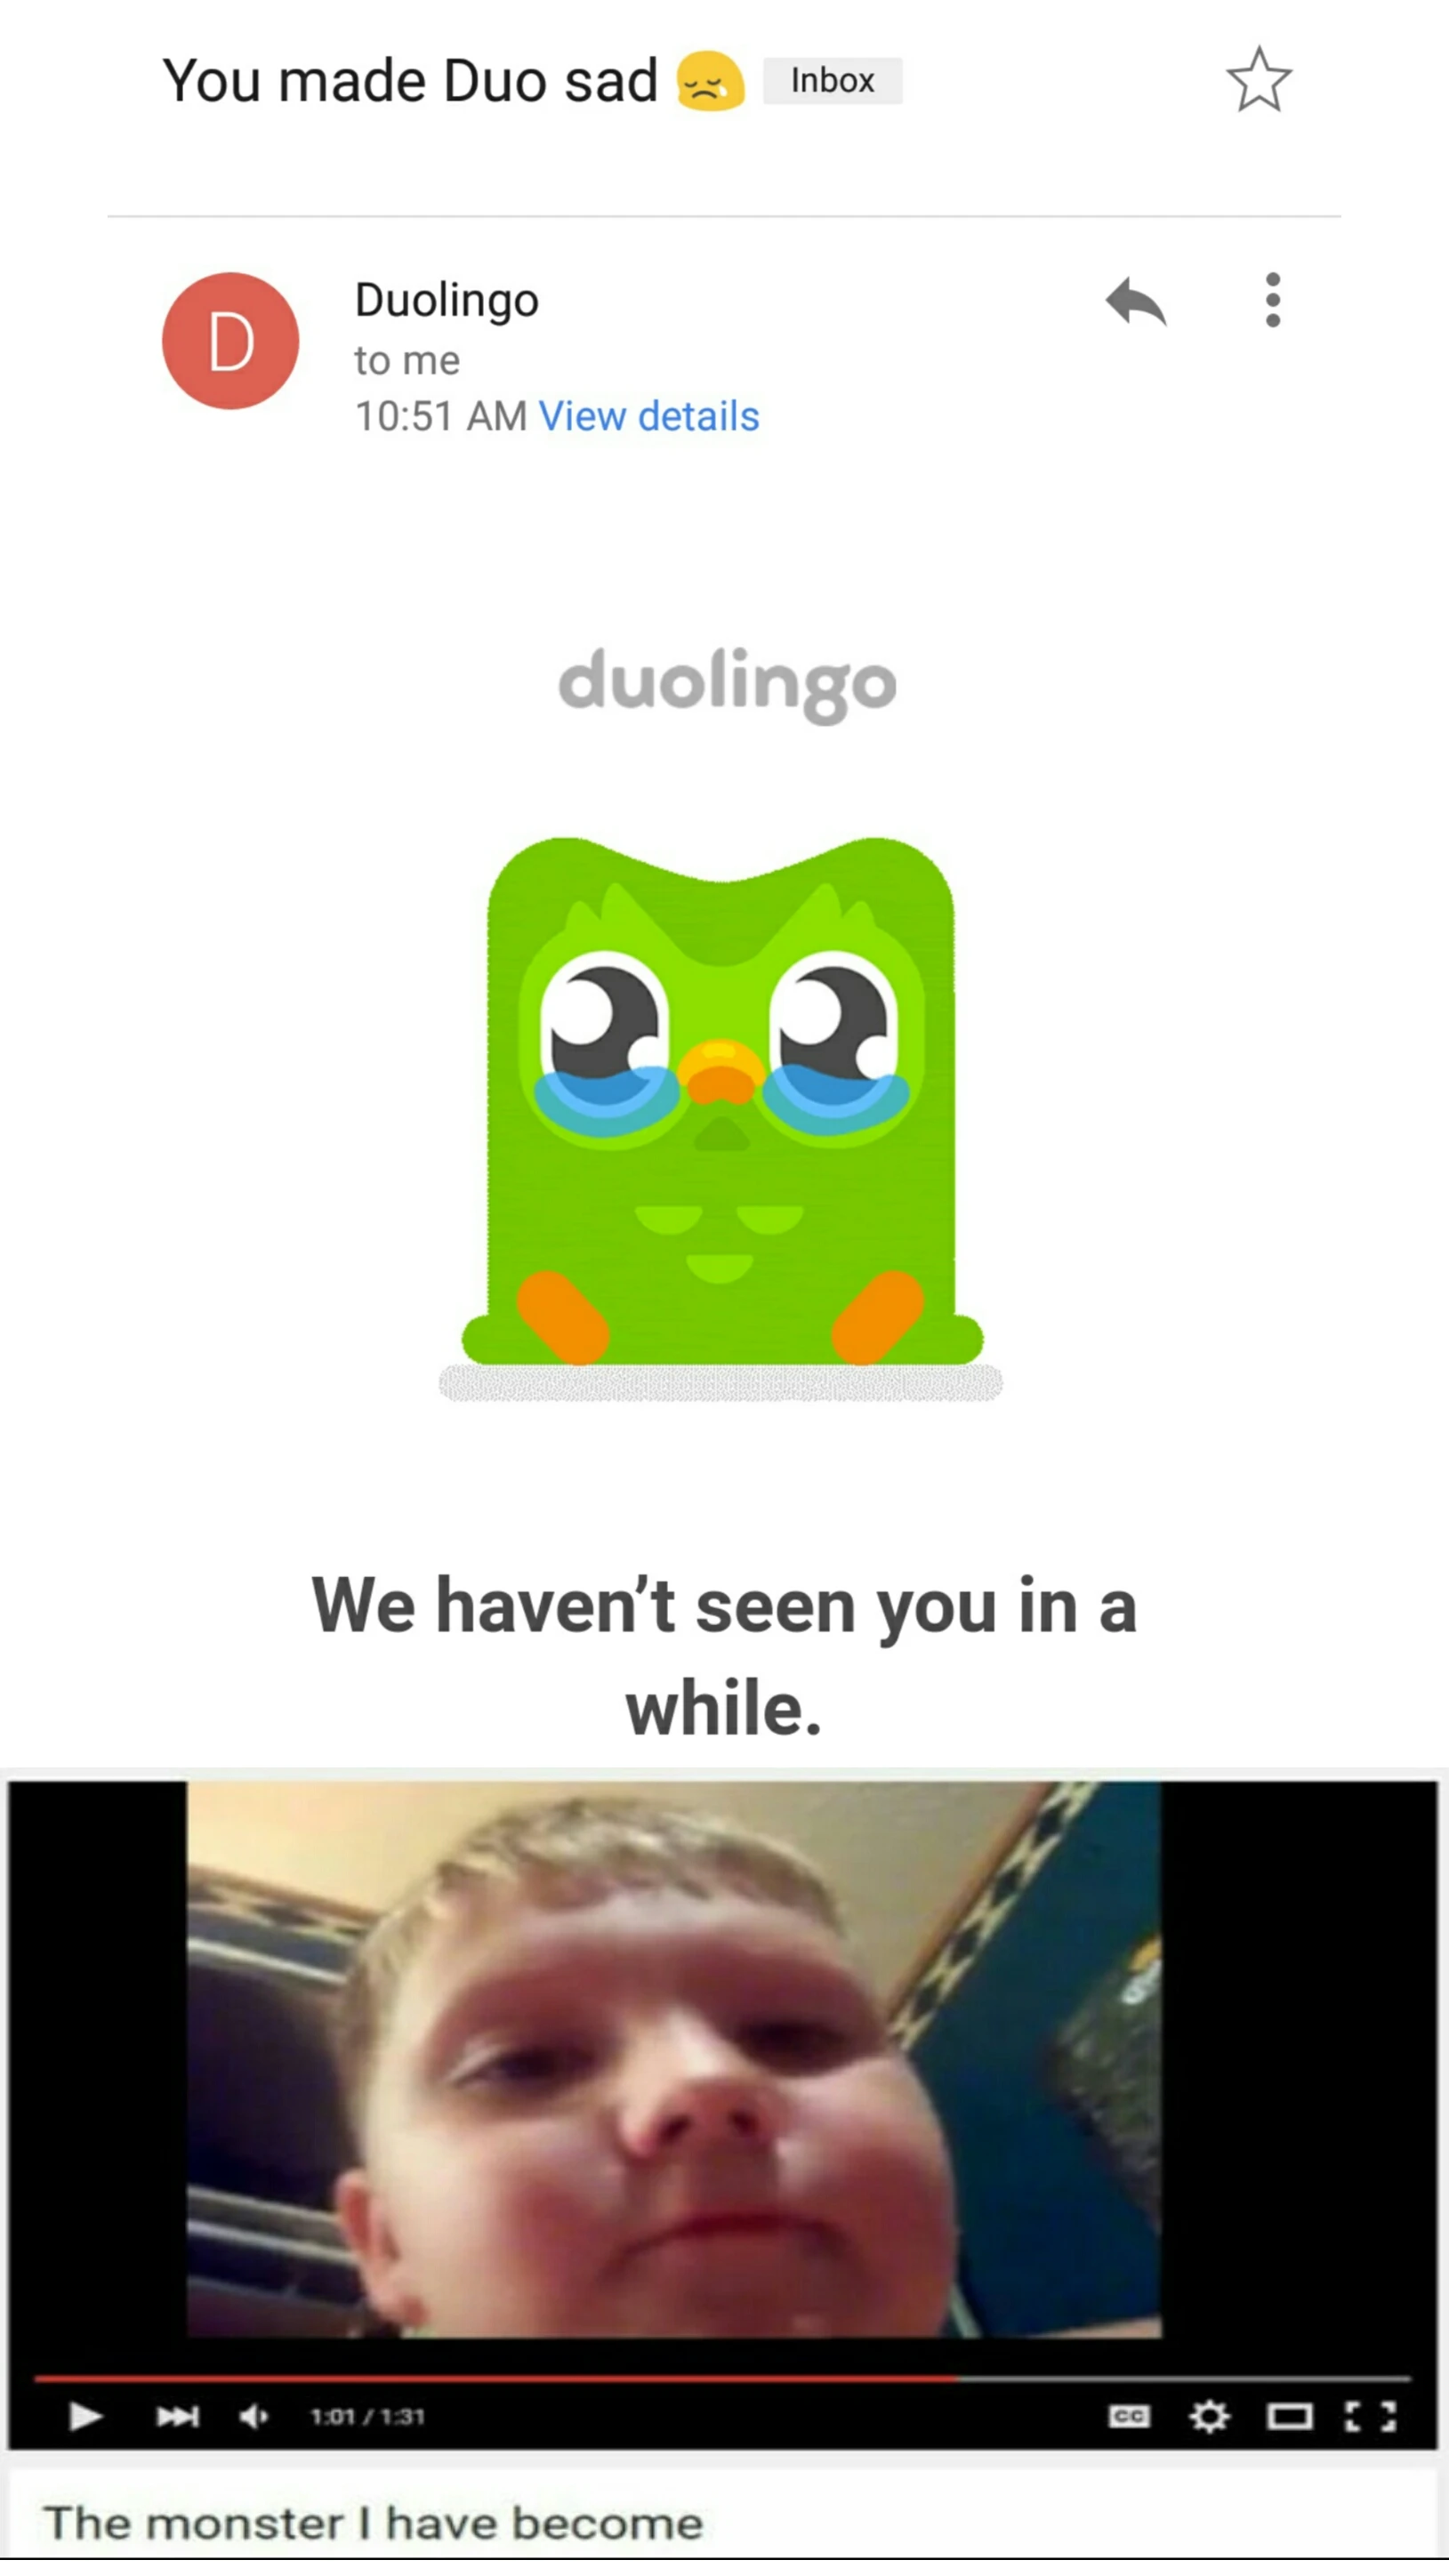 You made Duo sad 😢 Inbox
D
Duolingo
to me
10:51 AM View details
duolingo
We haven’t seen you in a
while.
1:01 / 1:31
CC
The monster I have become